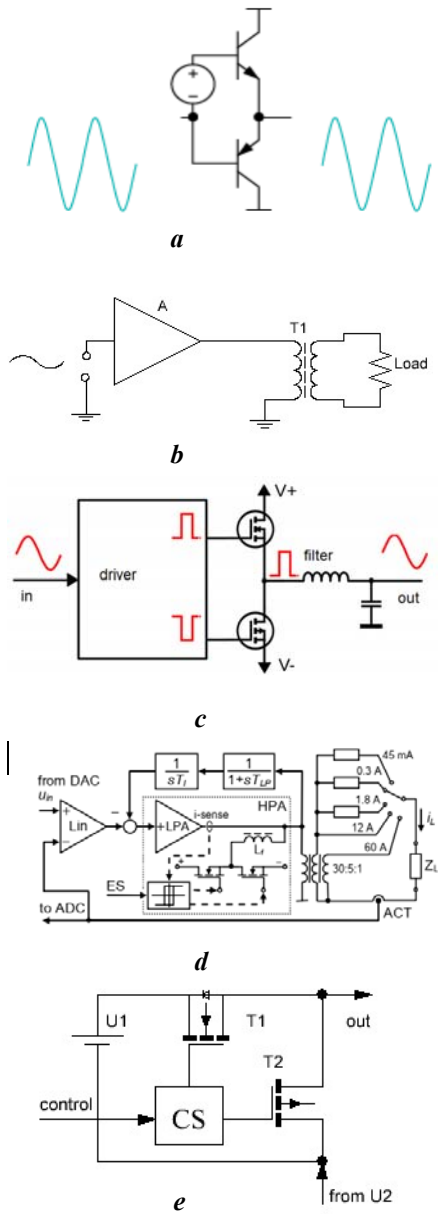 +
−
a
A
T1
Load
b
V+
filter
driver
in
out
V-
c
1
sT_I
1
1+sT_LP
45 mA
from DAC
u_in
−
0.3 A
i-sense
HPA
1.8 A
+
Lin
−
+LPA
i_L
12 A
L_f
60 A
−
30:5:1
Z_L
ES
to ADC
ACT
d
U1
T1
out
T2
control
CS
from U2
e